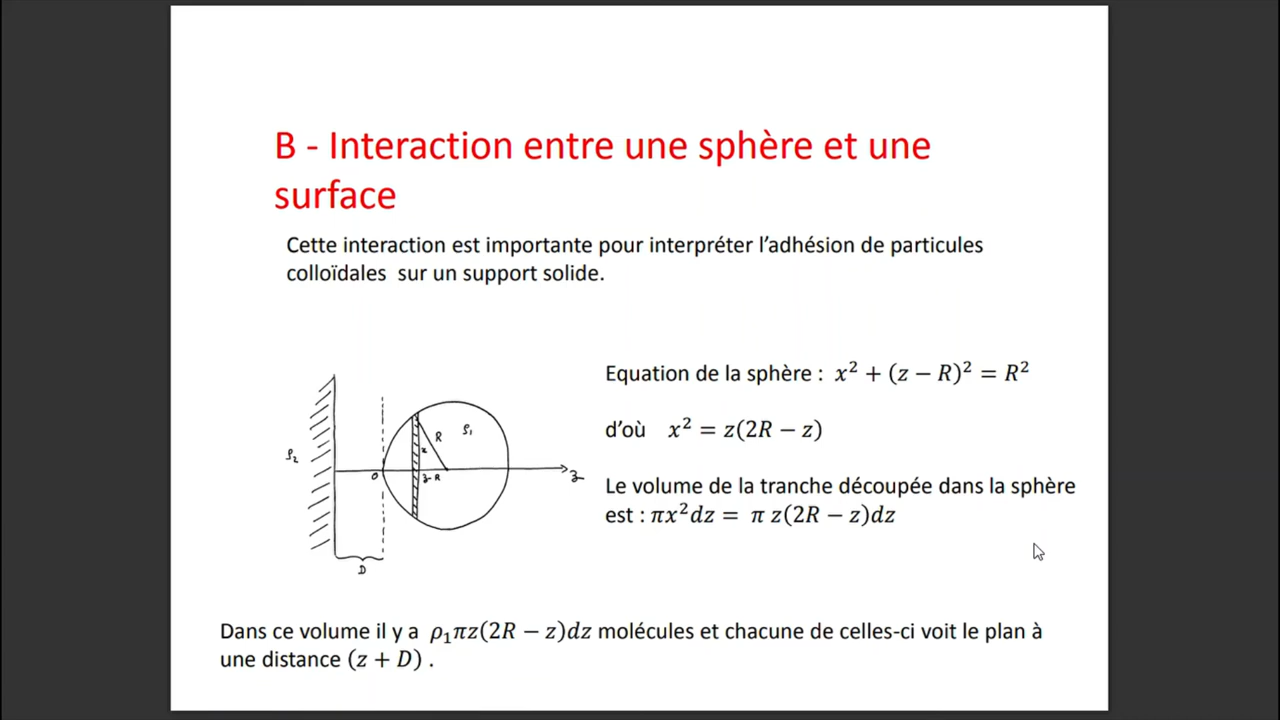 B - Interaction entre une sphère et une
surface
Cette interaction est importante pour interpréter l’adhésion de particules
colloïdales sur un support solide.
Equation de la sphère : x² + (z − R)² = R²
d’où x² = z(2R − z)
Le volume de la tranche découpée dans la sphère
est : πx²dz = π z(2R − z)dz
ρ₂
R
ρ₁
x
O
z-R
z
D
Dans ce volume il y a ρ₁πz(2R − z)dz molécules et chacune de celles-ci voit le plan à
une distance (z + D) .